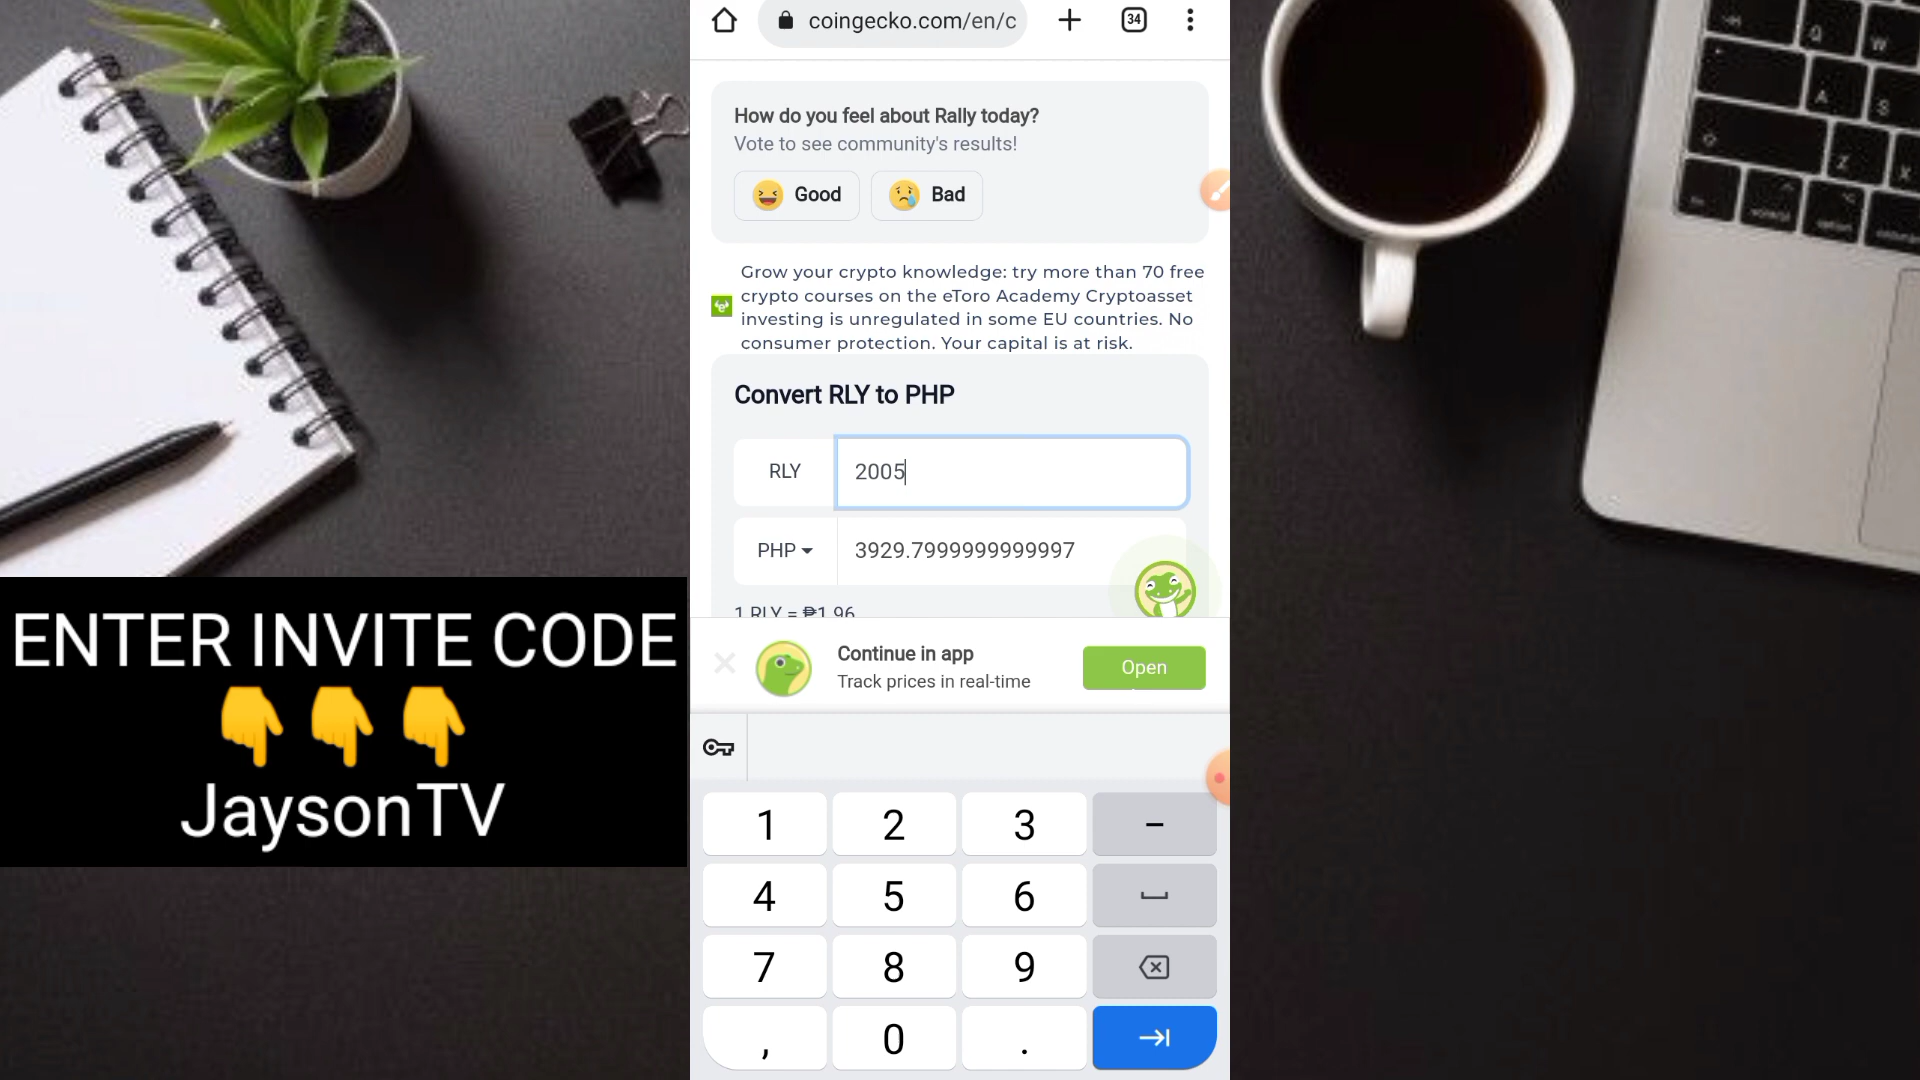 coingecko.com/en/c
34
How do you feel about Rally today?
Vote to see community's results!
Good
Bad
Grow your crypto knowledge: try more than 70 free
crypto courses on the eToro Academy Cryptoasset
investing is unregulated in some EU countries. No
consumer protection. Your capital is at risk.
Convert RLY to PHP
RLY
2005
PHP
3929.7999999999997
1 RLY = ₱1.96
Continue in app
Track prices in real-time
Open
1 2 3 -
4 5 6
7 8 9
, 0 .
ENTER INVITE CODE
👇👇👇
JaysonTV
Q W
A S
Z X